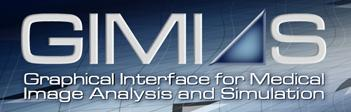 GIMIAS
Graphical Interface for Medical
Image Analysis and Simulation